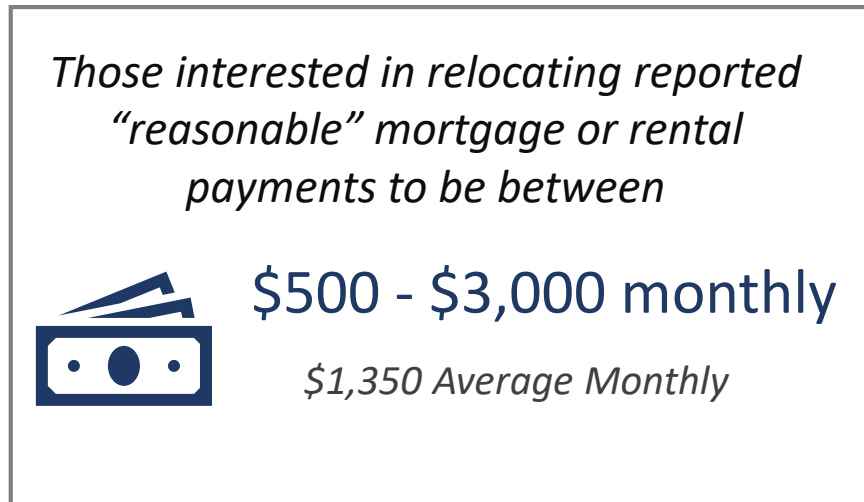 Those interested in relocating reported
“reasonable” mortgage or rental
payments to be between
$500 - $3,000 monthly
$1,350 Average Monthly